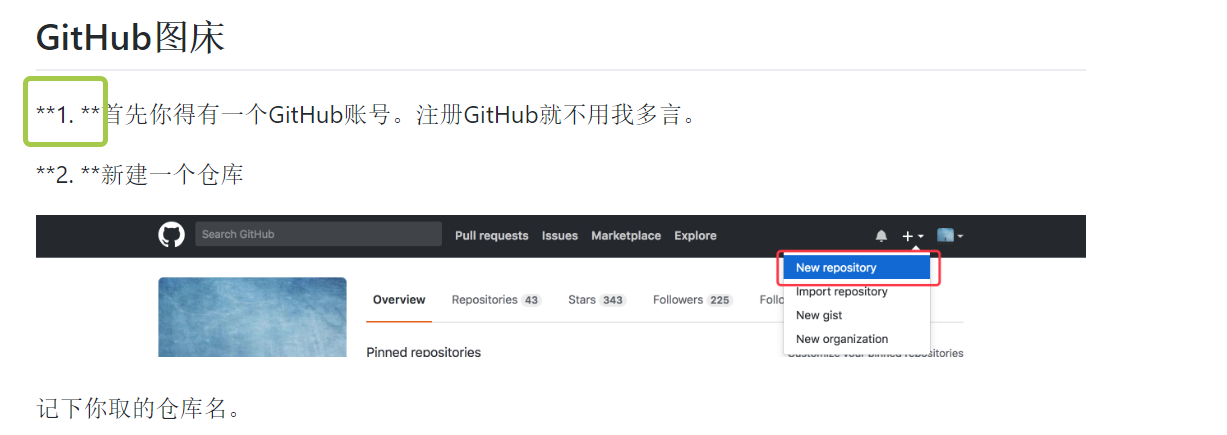 GitHub图床
**1. **首先你得有一个GitHub账号。注册GitHub就不用我多言。
**2. **新建一个仓库
Search GitHub
Pull requests Issues Marketplace Explore
New repository
Import repository
New gist
New organization
Overview Repositories 43 Stars 343 Followers 225 Follo
Pinned repositories
Customize your pinned repositories
记下你取的仓库名。